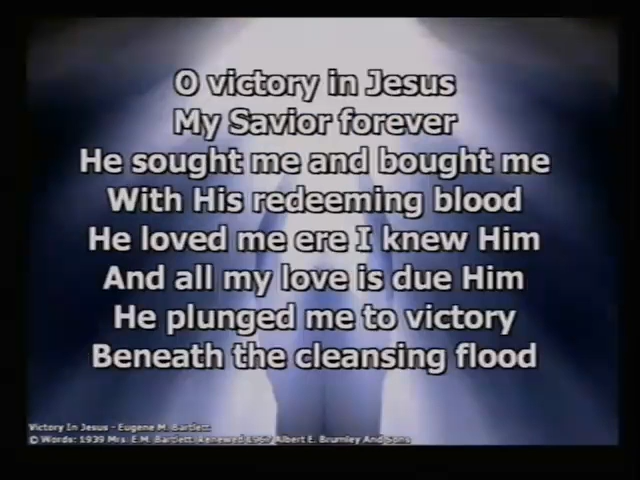 O victory in Jesus
My Savior forever
He sought me and bought me
With His redeeming blood
He loved me ere I knew Him
And all my love is due Him
He plunged me to victory
Beneath the cleansing flood
Victory In Jesus - Eugene M. Bartlett
© Words: 1939 Mrs. E.M. Bartlett. Renewed 1967 Albert E. Brumley And Sons